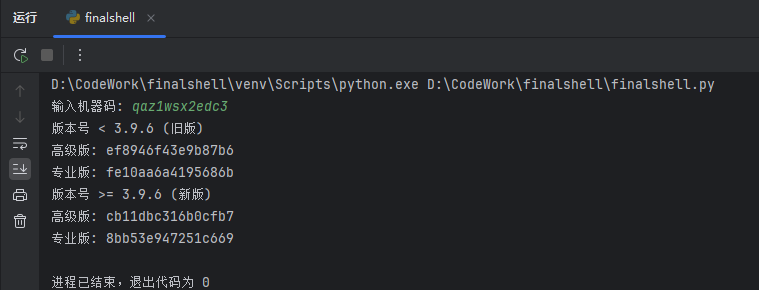 运行 finalshell
D:\CodeWork\finalshell\venv\Scripts\python.exe D:\CodeWork\finalshell\finalshell.py
输入机器码: qaz1wsx2edc3
版本号 < 3.9.6 (旧版)
高级版: ef8946f43e9b87b6
专业版: fe10aa6a4195686b
版本号 >= 3.9.6 (新版)
高级版: cb11dbc316b0cfb7
专业版: 8bb53e947251c669
进程已结束，退出代码为 0